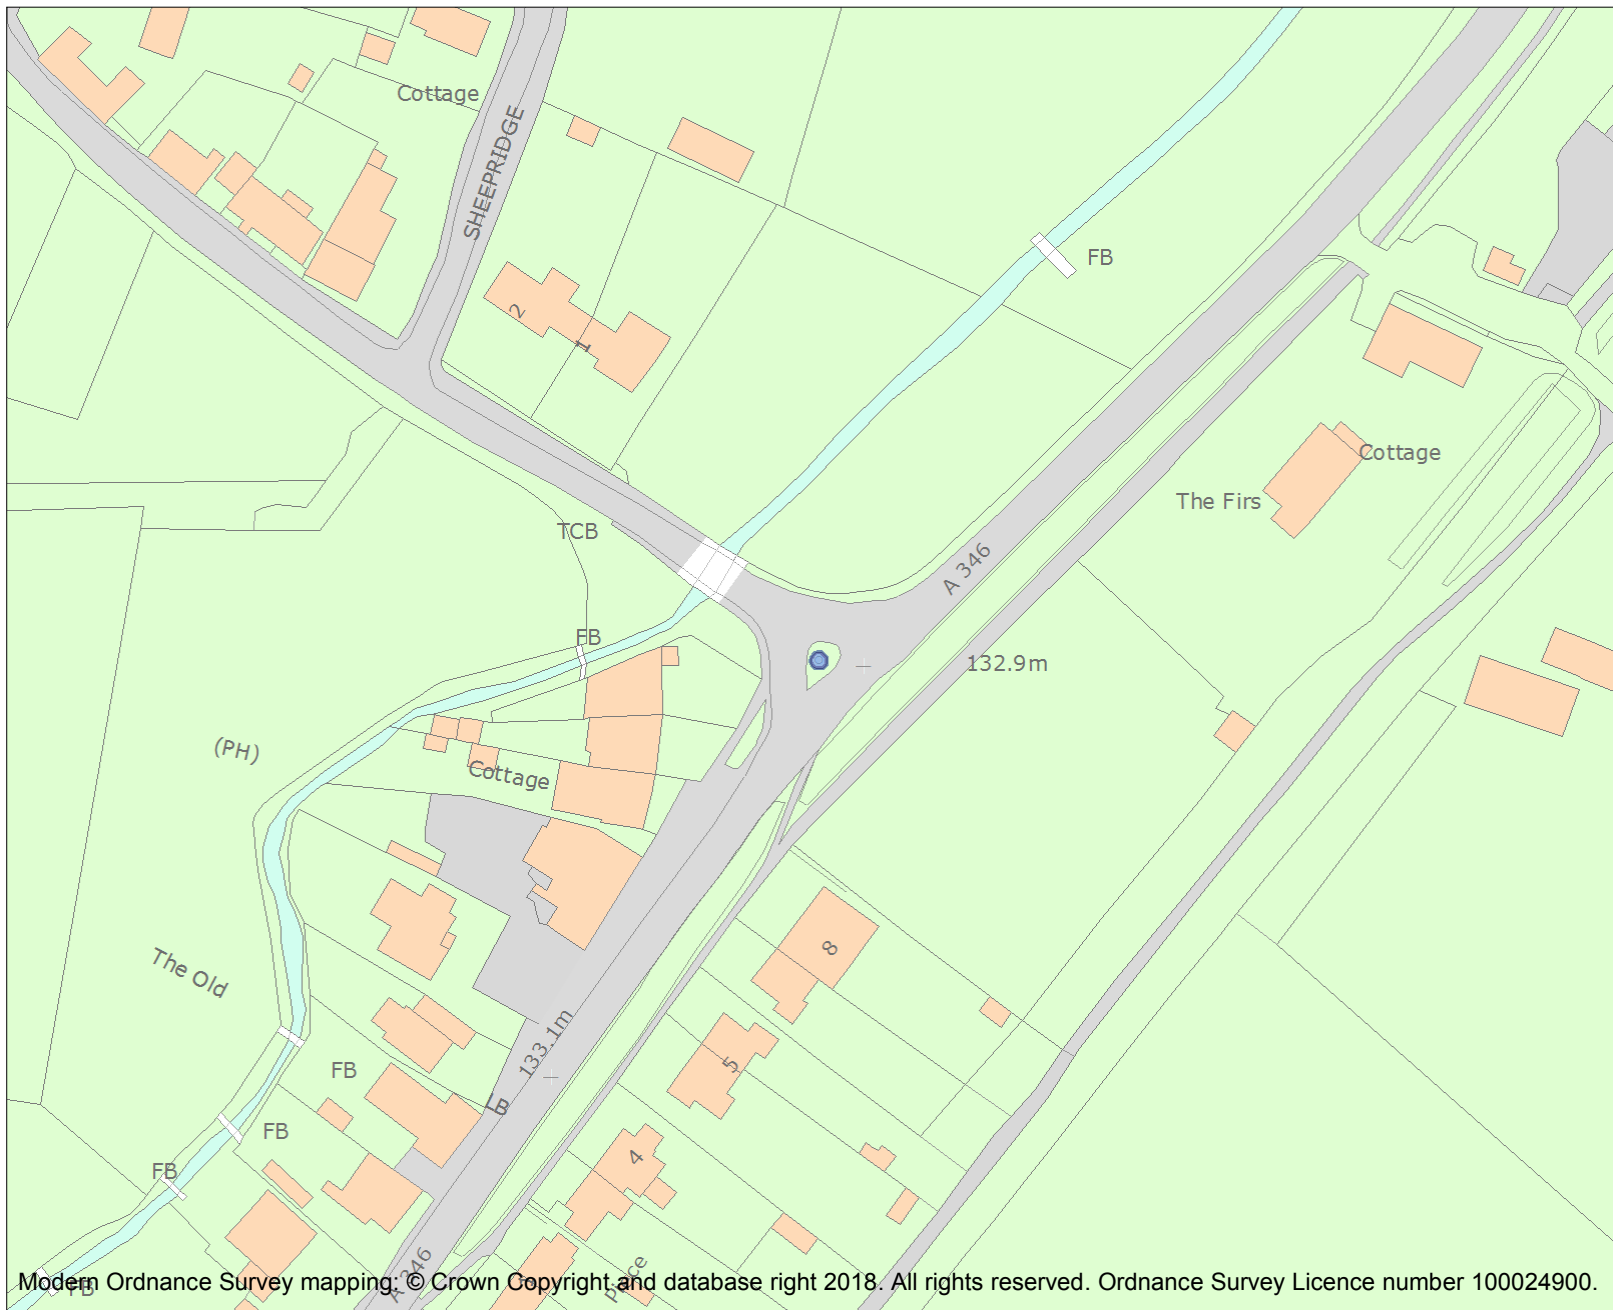 Cottage
SHEEPRIDGE
FB
2
1
Cottage
The Firs
TCB
A 346
FB
132.9m
(PH)
Cottage
8
The Old
133.1m
5
FB
LB
FB
4
FB
A 346
FB
Modern Ordnance Survey mapping: © Crown Copyright and database right 2018. All rights reserved. Ordnance Survey Licence number 100024900.